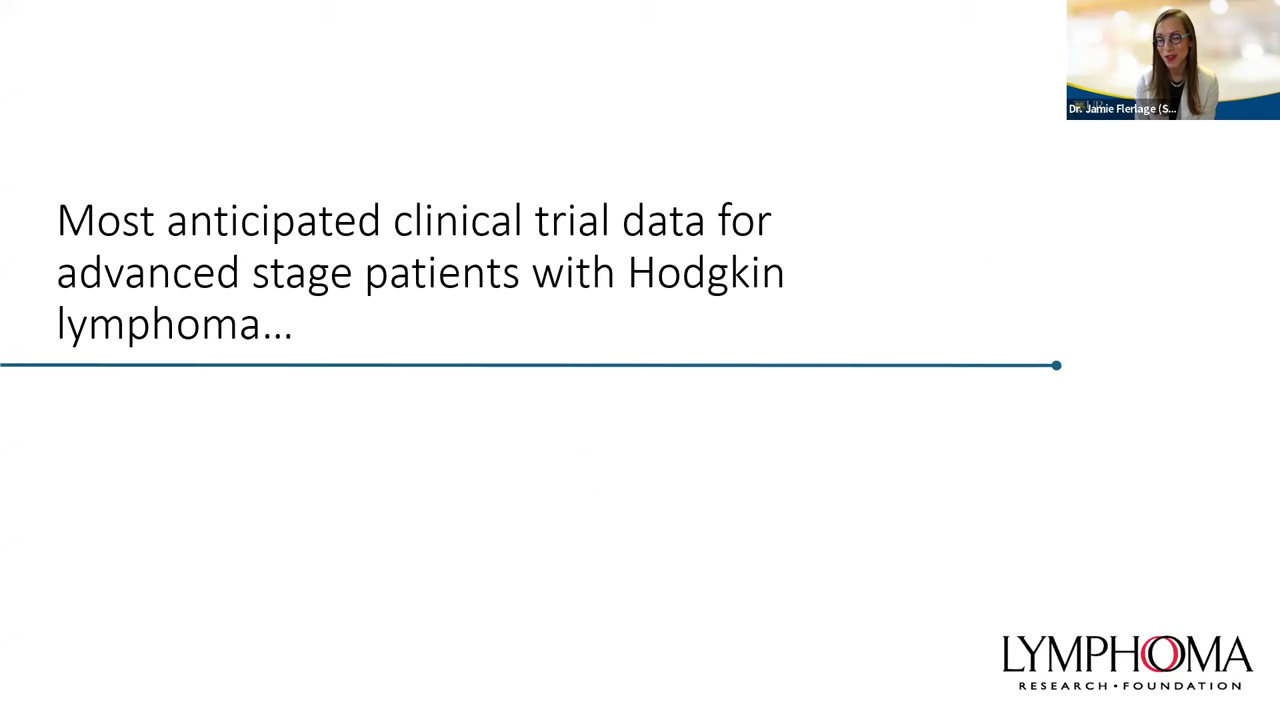 Dr. Jamie Flerlage (S...
Most anticipated clinical trial data for
advanced stage patients with Hodgkin
lymphoma...
LYMPHOMA
RESEARCH • FOUNDATION